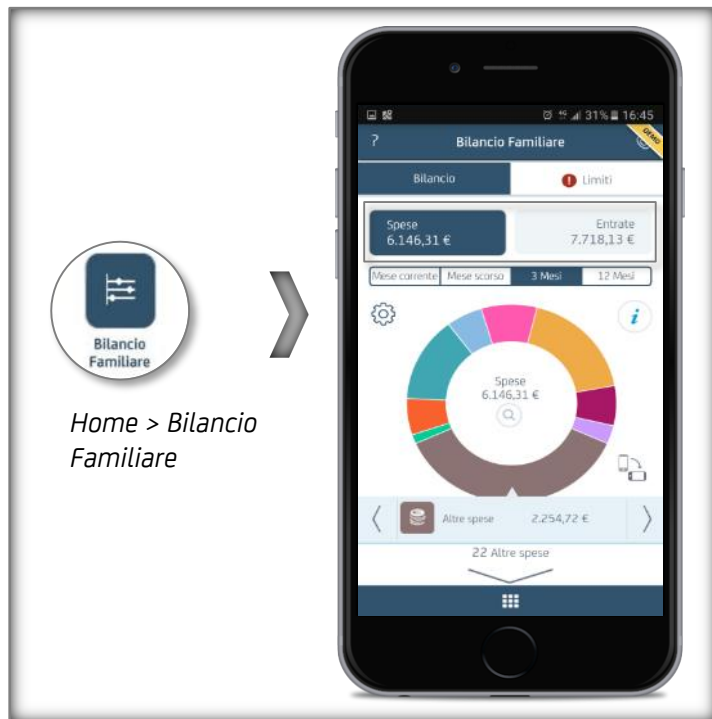 31% 16:45
DEMO
? Bilancio Familiare
Bilancio
! Limiti
Spese
6.146,31 €
Entrate
7.718,13 €
Mese corrente Mese scorso 3 Mesi 12 Mesi
i
Spese
6.146,31 €
Altre spese 2.254,72 €
22 Altre spese
Bilancio
Familiare
Home > Bilancio
Familiare